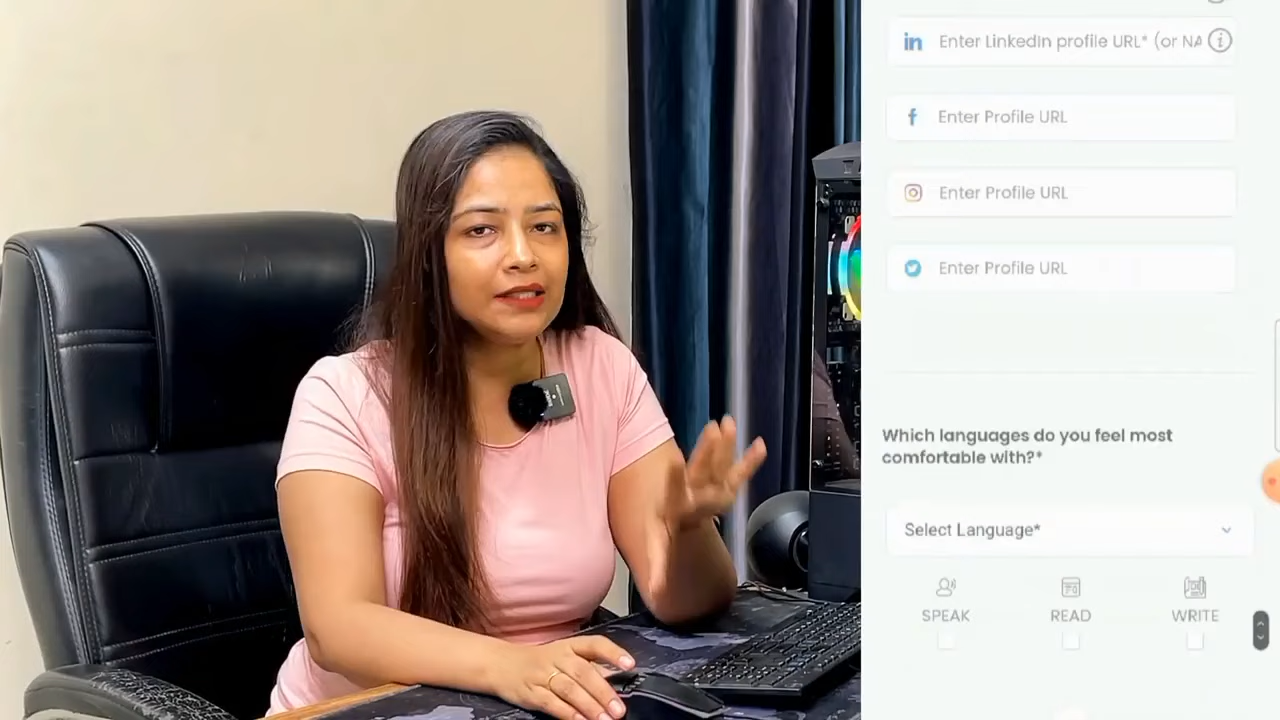 Enter LinkedIn profile URL* (or NA
Enter Profile URL
Enter Profile URL
Enter Profile URL
Which languages do you feel most
comfortable with?*
Select Language*
SPEAK
READ
WRITE